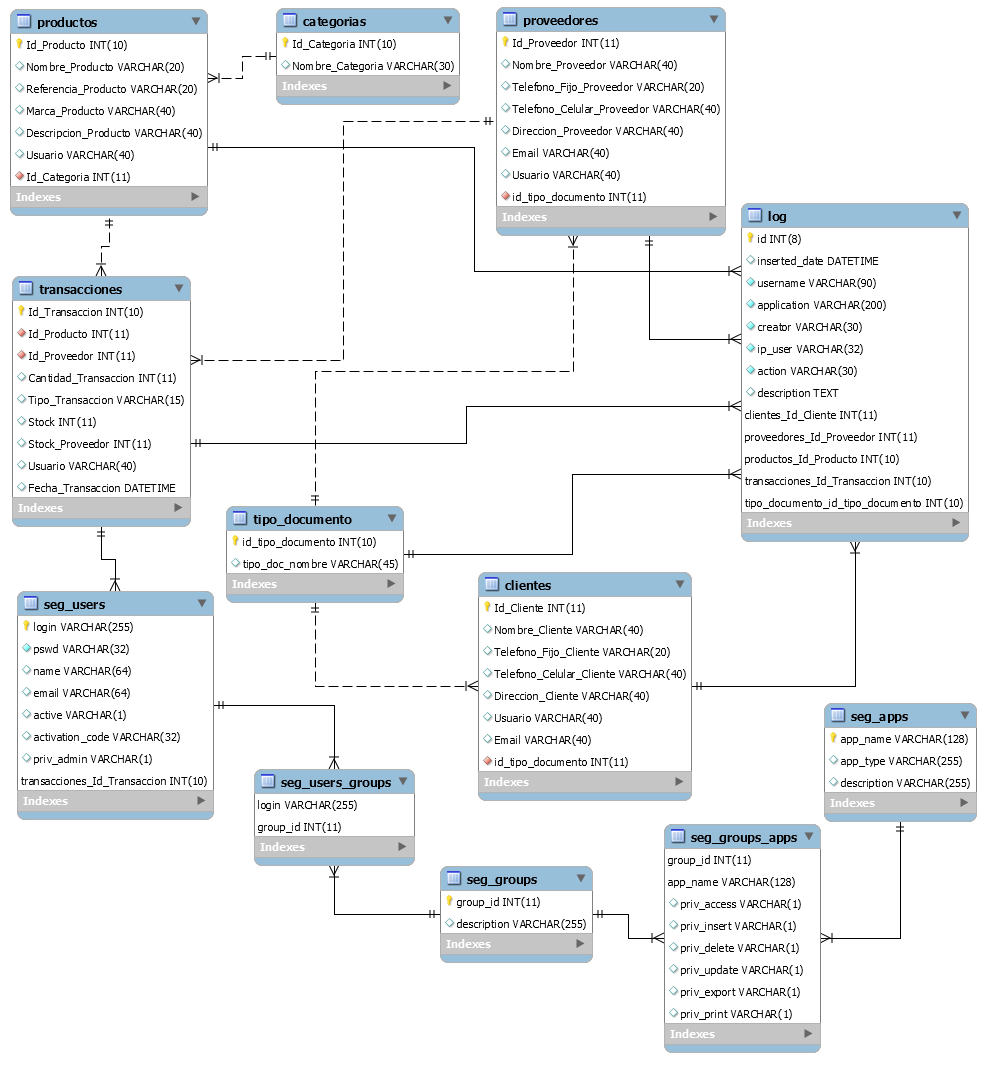 productos
Id_Producto INT(10)
Nombre_Producto VARCHAR(20)
Referencia_Producto VARCHAR(20)
Marca_Producto VARCHAR(40)
Descripcion_Producto VARCHAR(40)
Usuario VARCHAR(40)
Id_Categoria INT(11)
Indexes
categorias
Id_Categoria INT(10)
Nombre_Categoria VARCHAR(30)
Indexes
proveedores
Id_Proveedor INT(11)
Nombre_Proveedor VARCHAR(40)
Telefono_Fijo_Proveedor VARCHAR(20)
Telefono_Celular_Proveedor VARCHAR(40)
Direccion_Proveedor VARCHAR(40)
Email VARCHAR(40)
Usuario VARCHAR(40)
id_tipo_documento INT(11)
Indexes
log
id INT(8)
inserted_date DATETIME
username VARCHAR(90)
application VARCHAR(200)
creator VARCHAR(30)
ip_user VARCHAR(32)
action VARCHAR(30)
description TEXT
clientes_Id_Cliente INT(11)
proveedores_Id_Proveedor INT(11)
productos_Id_Producto INT(10)
transacciones_Id_Transaccion INT(10)
tipo_documento_id_tipo_documento INT(10)
Indexes
transacciones
Id_Transaccion INT(10)
Id_Producto INT(11)
Id_Proveedor INT(11)
Cantidad_Transaccion INT(11)
Tipo_Transaccion VARCHAR(15)
Stock INT(11)
Stock_Proveedor INT(11)
Usuario VARCHAR(40)
Fecha_Transaccion DATETIME
Indexes
tipo_documento
id_tipo_documento INT(10)
tipo_doc_nombre VARCHAR(45)
Indexes
clientes
Id_Cliente INT(11)
Nombre_Cliente VARCHAR(40)
Telefono_Fijo_Cliente VARCHAR(20)
Telefono_Celular_Cliente VARCHAR(40)
Direccion_Cliente VARCHAR(40)
Usuario VARCHAR(40)
Email VARCHAR(40)
id_tipo_documento INT(11)
Indexes
seg_users
login VARCHAR(255)
pswd VARCHAR(32)
name VARCHAR(64)
email VARCHAR(64)
active VARCHAR(1)
activation_code VARCHAR(32)
priv_admin VARCHAR(1)
transacciones_Id_Transaccion INT(10)
Indexes
seg_users_groups
login VARCHAR(255)
group_id INT(11)
Indexes
seg_groups
group_id INT(11)
description VARCHAR(255)
Indexes
seg_apps
app_name VARCHAR(128)
app_type VARCHAR(255)
description VARCHAR(255)
Indexes
seg_groups_apps
group_id INT(11)
app_name VARCHAR(128)
priv_access VARCHAR(1)
priv_insert VARCHAR(1)
priv_delete VARCHAR(1)
priv_update VARCHAR(1)
priv_export VARCHAR(1)
priv_print VARCHAR(1)
Indexes